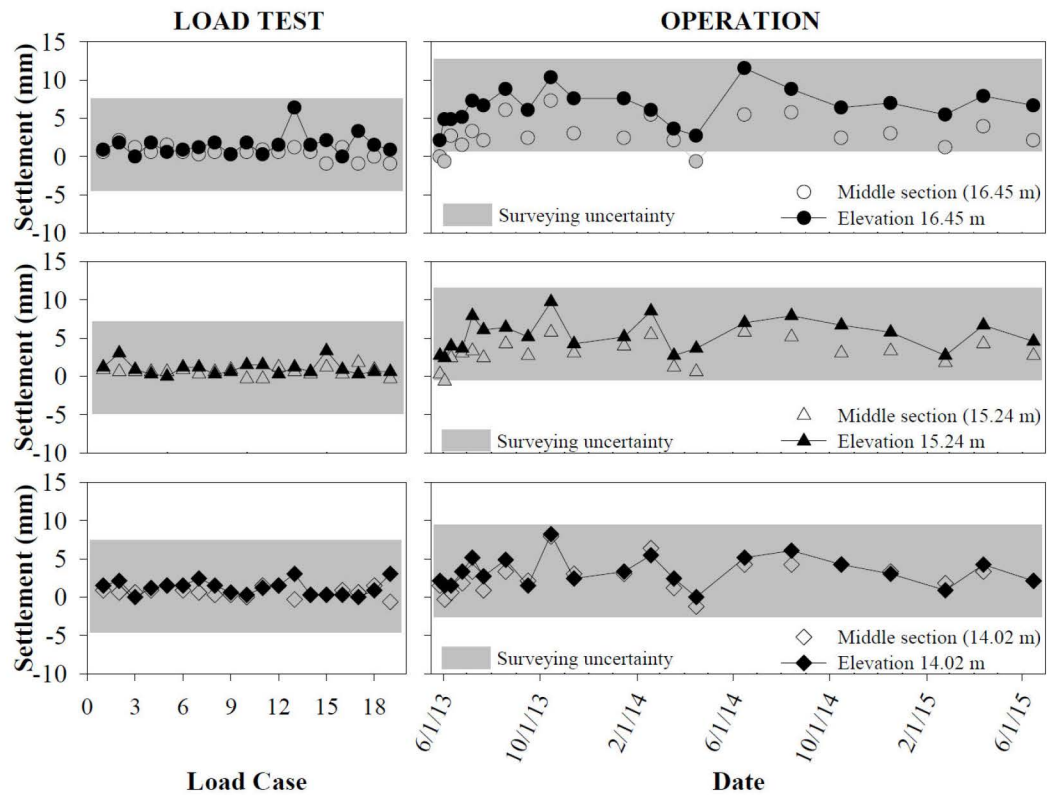 LOAD TEST
OPERATION
Settlement (mm)
15
10
5
0
-5
-10
Surveying uncertainty
Middle section (16.45 m)
Elevation 16.45 m
Settlement (mm)
15
10
5
0
-5
-10
Surveying uncertainty
Middle section (15.24 m)
Elevation 15.24 m
Settlement (mm)
15
10
5
0
-5
-10
Surveying uncertainty
Middle section (14.02 m)
Elevation 14.02 m
0 3 6 9 12 15 18
6/1/13 10/1/13 2/1/14 6/1/14 10/1/14 2/1/15 6/1/15
Load Case
Date